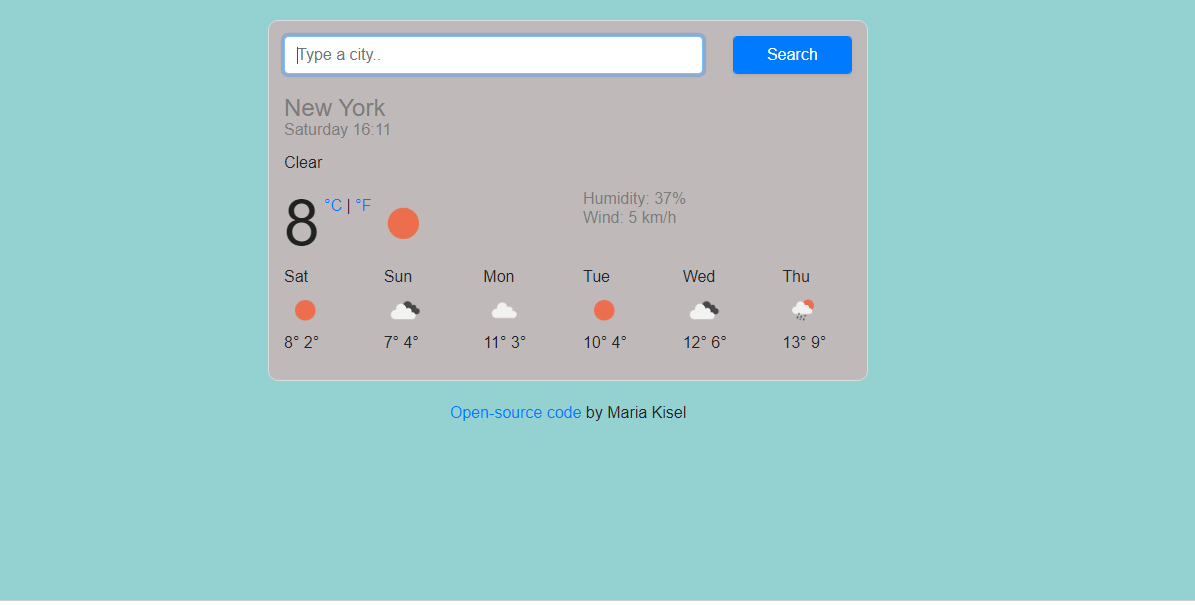 Type a city..
Search
New York
Saturday 16:11
Clear
8 °C | °F
Humidity: 37%
Wind: 5 km/h
Sat Sun Mon Tue Wed Thu
8° 2° 7° 4° 11° 3° 10° 4° 12° 6° 13° 9°
Open-source code by Maria Kisel